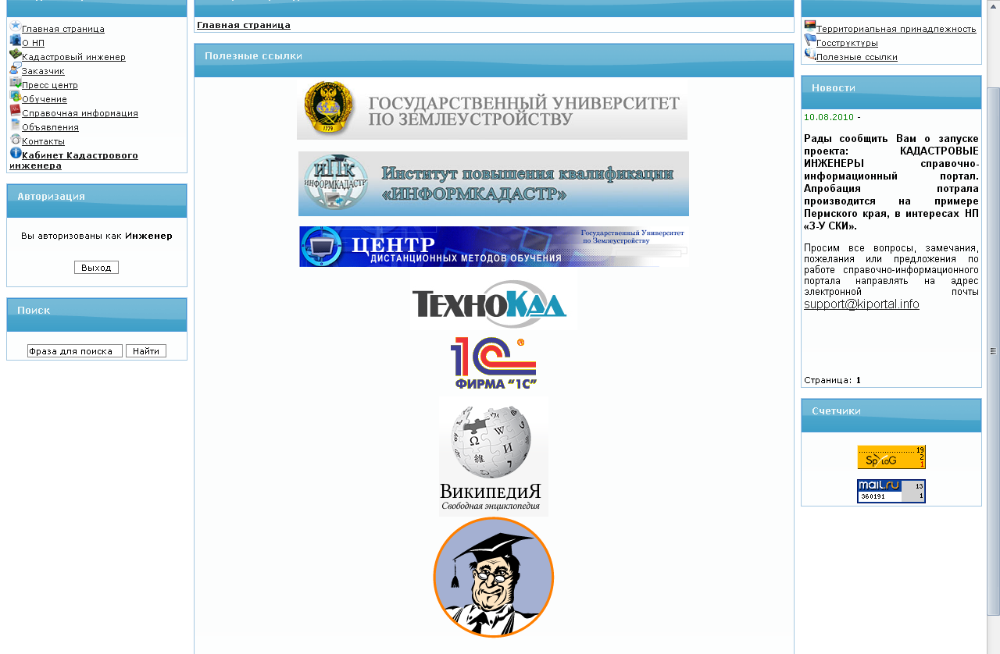 Главная страница
О НП
Кадастровый инженер
Заказчик
Пресс центр
Обучение
Справочная информация
Объявления
Контакты
Кабинет Кадастрового
инженера
Авторизация
Вы авторизованы как Инженер
Выход
Поиск
Фраза для поиска Найти
Главная страница
Полезные ссылки
1779
ГОСУДАРСТВЕННЫЙ УНИВЕРСИТЕТ
ПО ЗЕМЛЕУСТРОЙСТВУ
ИПК
ИНФОРМКАДАСТР
Институт повышения квалификации
«ИНФОРМКАДАСТР»
ЦЕНТР
ДИСТАНЦИОННЫХ МЕТОДОВ ОБУЧЕНИЯ
Государственный Университет
по Землеустройству
ТЕХНОКАД
1С®
ФИРМА "1С"
Ω W И 維
ВИКИПЕДИЯ
Свободная энциклопедия
Территориальная принадлежность
Госструктуры
Полезные ссылки
Новости
10.08.2010 -
Рады сообщить Вам о запуске
проекта: КАДАСТРОВЫЕ
ИНЖЕНЕРЫ справочно-
информационный портал.
Апробация потрала
производится на примере
Пермского края, в интересах НП
«З-У СКИ».
Просим все вопросы, замечания,
пожелания или предложения по
работе справочно-информационного
портала направлять на адрес
электронной почты
support@kiportal.info
Страница: 1
Счетчики
SpyLOG
19
2
1
mail.ru 13
360191 1